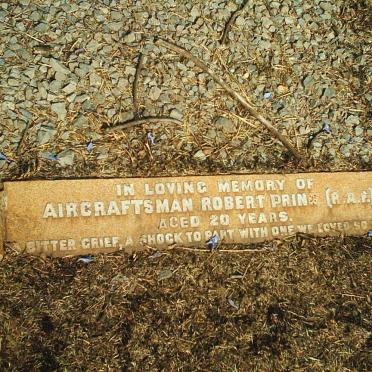 IN LOVING MEMORY OF
AIRCRAFTSMAN ROBERT (R.A.F.)
AGED 20 YEARS.
BITTER GRIEF, A SHOCK TO PART WITH ONE WE LOVED SO